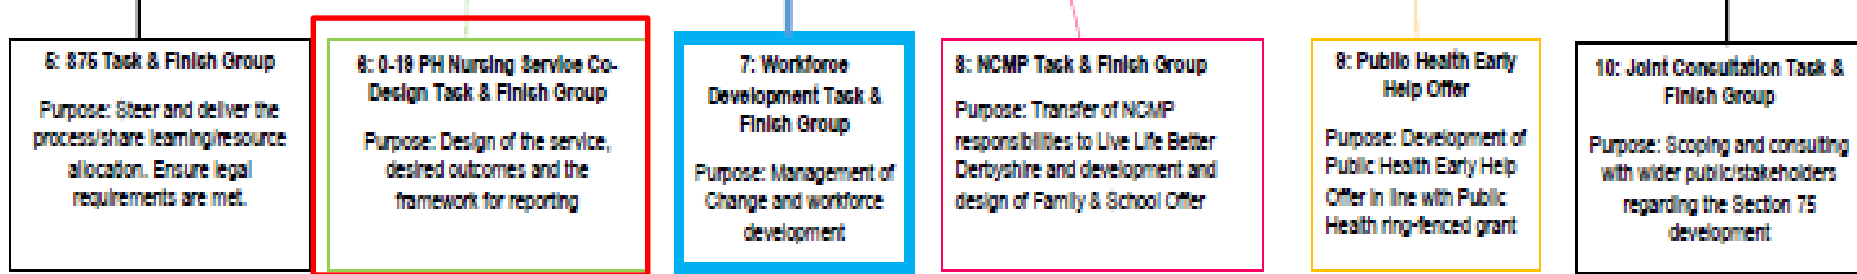 5: S75 Task & Finish Group
Purpose: Steer and deliver the
process/share learning/resource
allocation. Ensure legal
requirements are met.
6: 0-19 PH Nursing Service Co-
Design Task & Finish Group
Purpose: Design of the service,
desired outcomes and the
framework for reporting
7: Workforce
Development Task &
Finish Group
Purpose: Management of
Change and workforce
development
8: NCMP Task & Finish Group
Purpose: Transfer of NCMP
responsibilities to Live Life Better
Derbyshire and development and
design of Family & School Offer
9: Public Health Early
Help Offer
Purpose: Development of
Public Health Early Help
Offer in line with Public
Health ring-fenced grant
10: Joint Consultation Task &
Finish Group
Purpose: Scoping and consulting
with wider public/stakeholders
regarding the Section 75
development